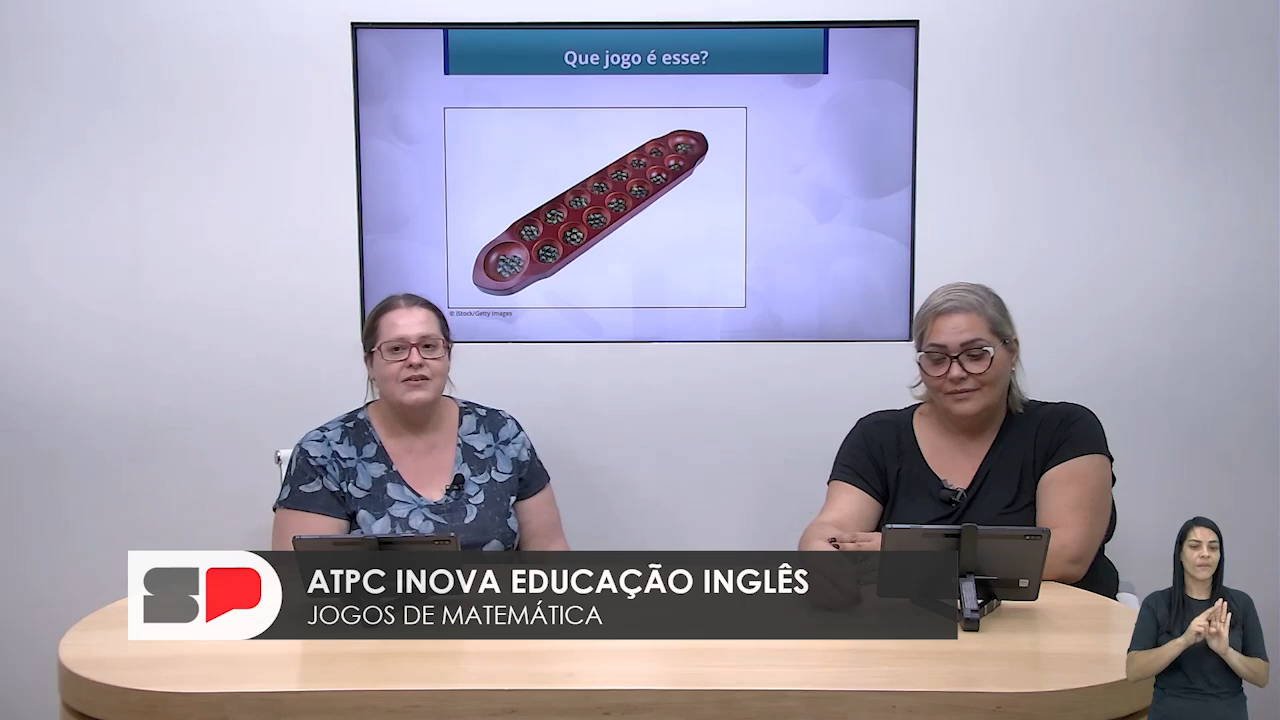 Que jogo é esse?
© iStock/Getty Images
SP
ATPC INOVA EDUCAÇÃO INGLÊS
JOGOS DE MATEMÁTICA